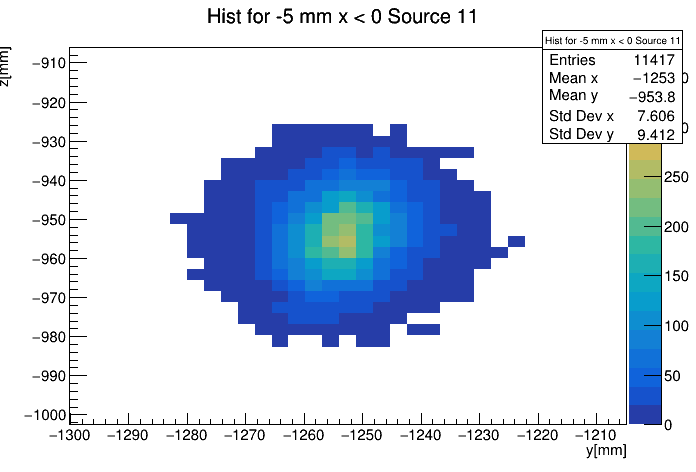 Hist for -5 mm x < 0 Source 11
z[mm]
−910
−920
−930
−940
−950
−960
−970
−980
−990
−1000
−1300 −1290 −1280 −1270 −1260 −1250 −1240 −1230 −1220 −1210
y[mm]
Hist for -5 mm x < 0 Source 11
Entries 11417
Mean x −1253
Mean y −953.8
Std Dev x 7.606
Std Dev y 9.412
250
200
150
100
50
0